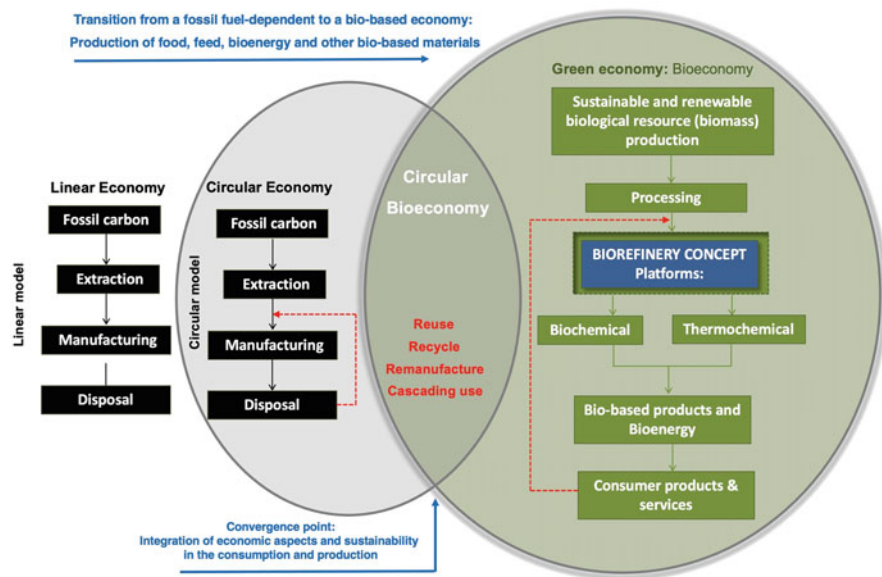 Transition from a fossil fuel-dependent to a bio-based economy:
Production of food, feed, bioenergy and other bio-based materials
Linear Economy
Fossil carbon
Extraction
Manufacturing
Disposal
Linear model
Circular Economy
Fossil carbon
Extraction
Manufacturing
Disposal
Circular model
Circular
Bioeconomy
Reuse
Recycle
Remanufacture
Cascading use
Green economy: Bioeconomy
Sustainable and renewable
biological resource (biomass)
production
Processing
BIOREFINERY CONCEPT
Platforms:
Biochemical
Thermochemical
Bio-based products and
Bioenergy
Consumer products &
services
Convergence point:
Integration of economic aspects and sustainability
in the consumption and production